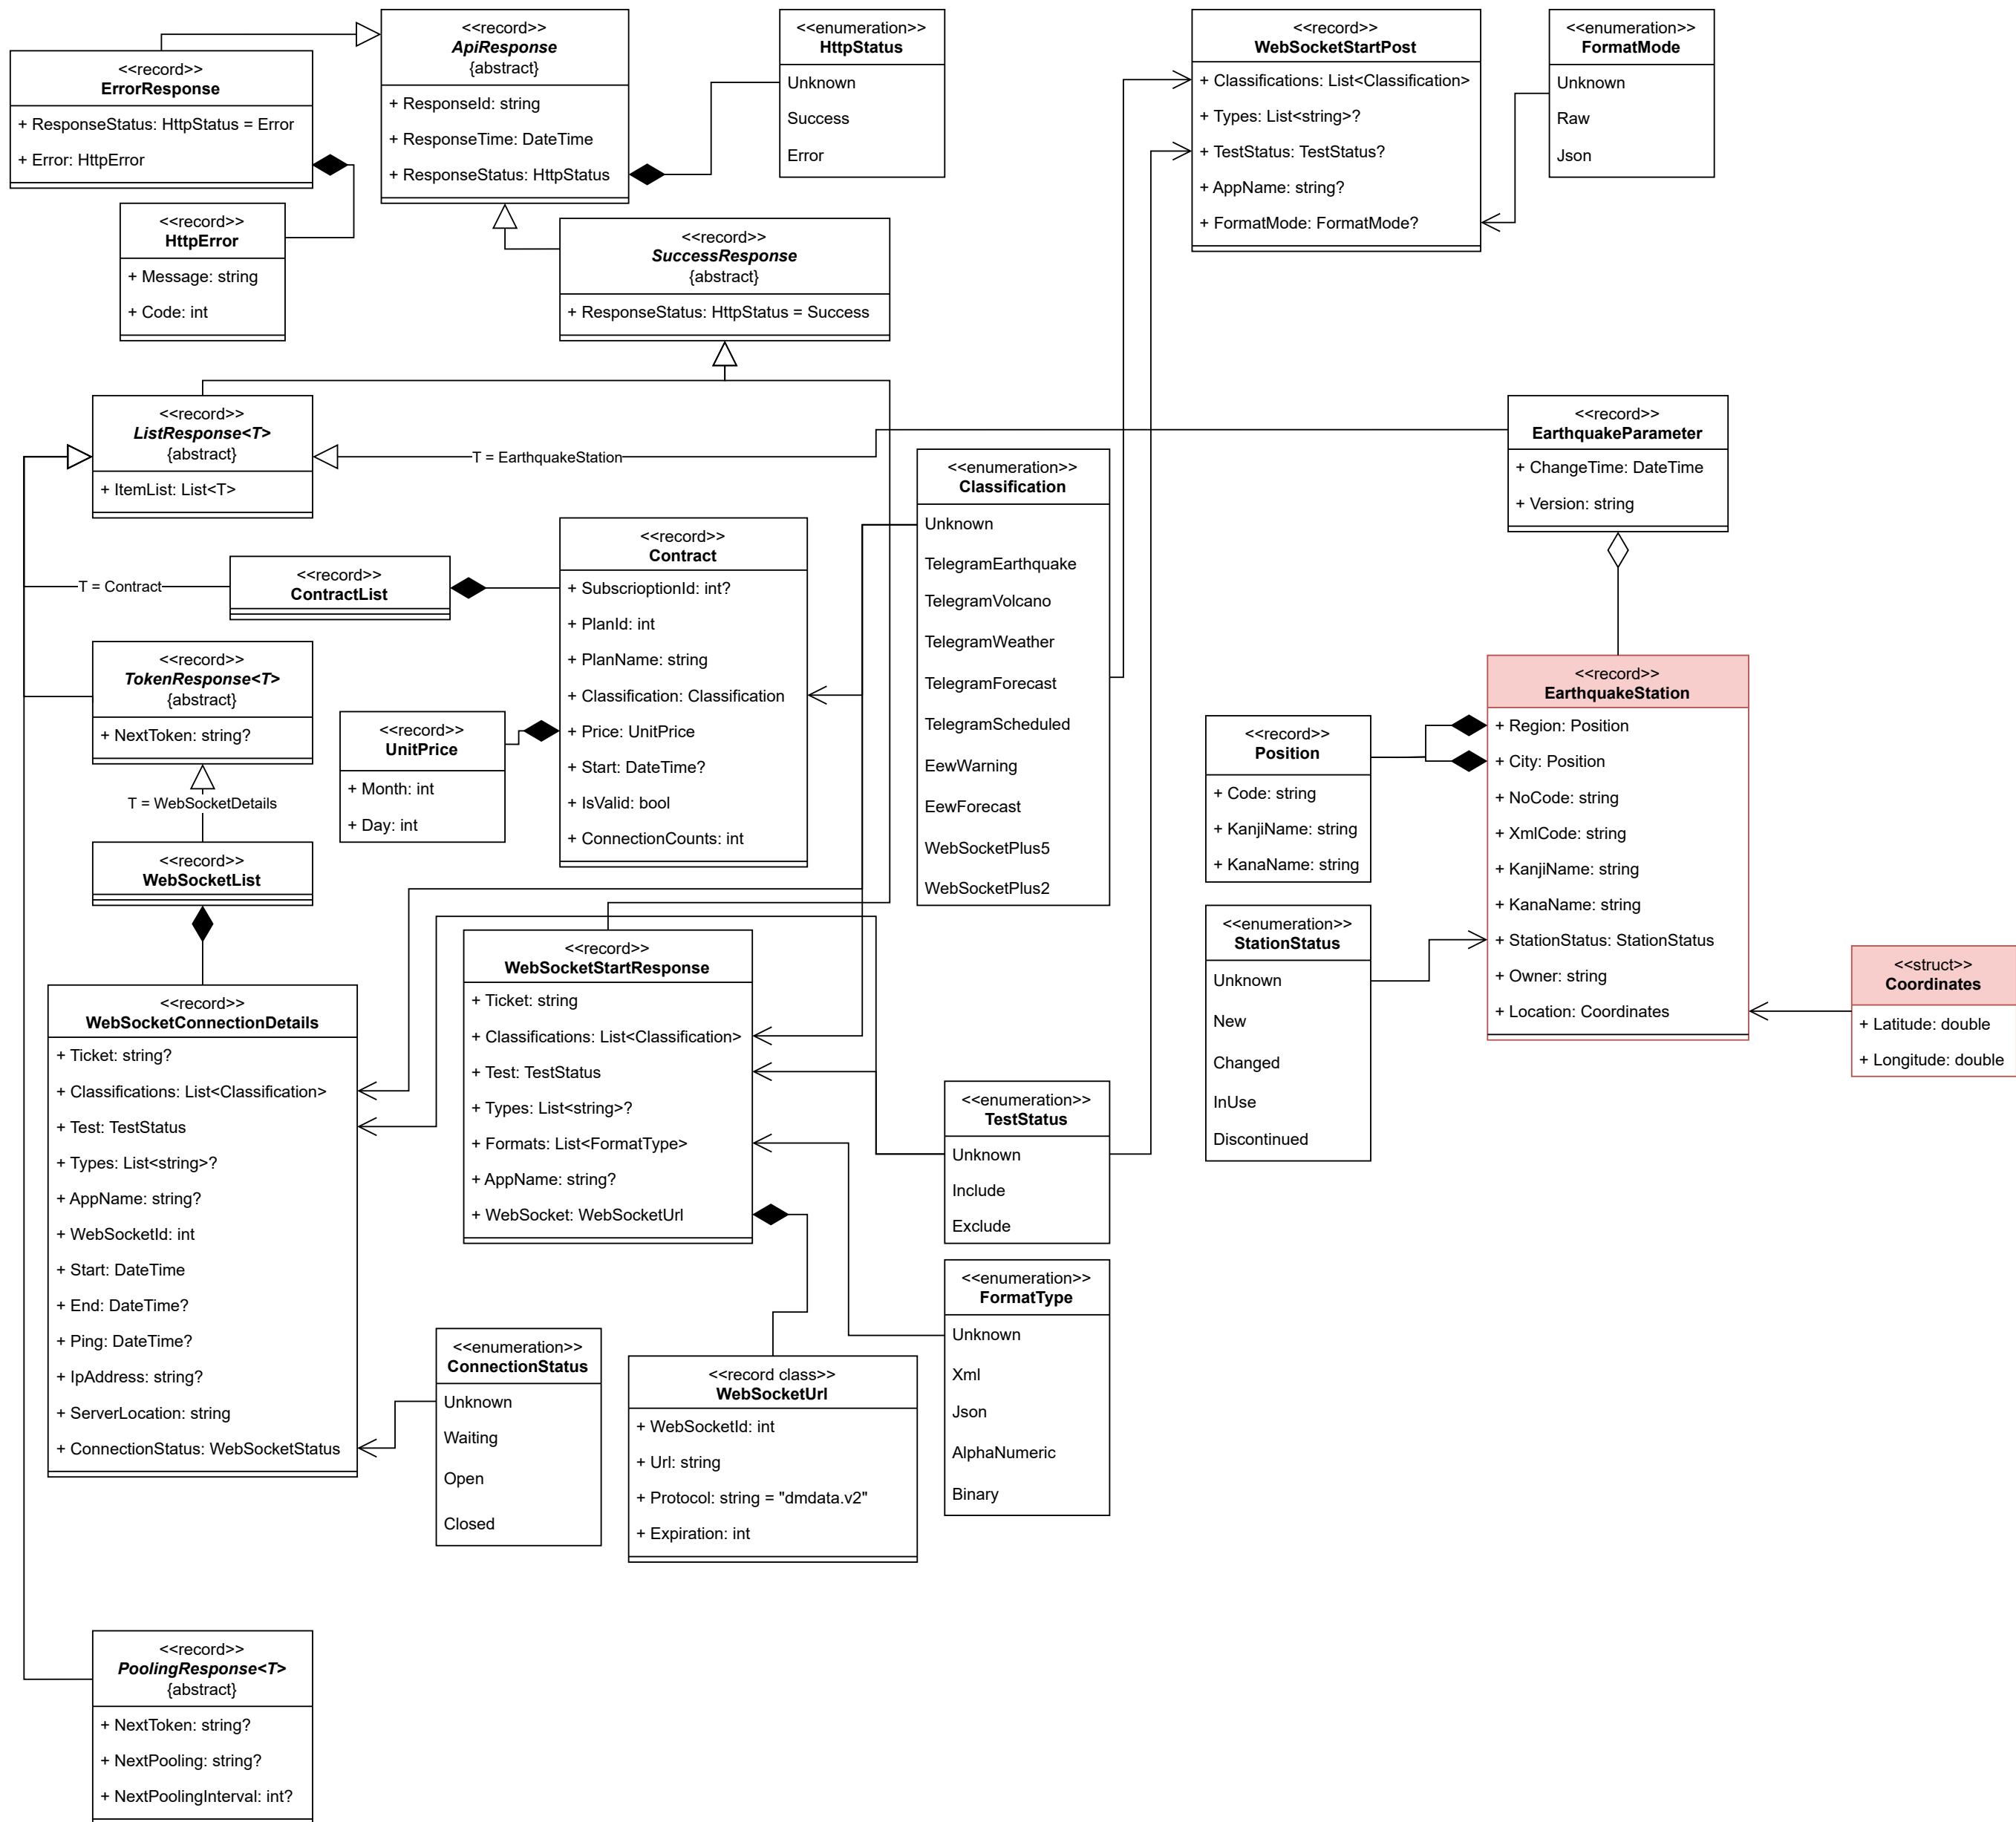 <<record>>
ErrorResponse
+ ResponseStatus: HttpStatus = Error
+ Error: HttpError
<<record>>
ApiResponse
{abstract}
+ ResponseId: string
+ ResponseTime: DateTime
+ ResponseStatus: HttpStatus
<<enumeration>>
HttpStatus
Unknown
Success
Error
<<record>>
WebSocketStartPost
+ Classifications: List<Classification>
+ Types: List<string>?
+ TestStatus: TestStatus?
+ AppName: string?
+ FormatMode: FormatMode?
<<enumeration>>
FormatMode
Unknown
Raw
Json
<<record>>
HttpError
+ Message: string
+ Code: int
<<record>>
SuccessResponse
{abstract}
+ ResponseStatus: HttpStatus = Success
<<record>>
ListResponse<T>
{abstract}
+ ItemList: List<T>
T = EarthquakeStation
<<record>>
EarthquakeParameter
+ ChangeTime: DateTime
+ Version: string
<<enumeration>>
Classification
Unknown
TelegramEarthquake
TelegramVolcano
TelegramWeather
TelegramForecast
TelegramScheduled
EewWarning
EewForecast
WebSocketPlus5
WebSocketPlus2
<<record>>
Contract
+ SubscrioptionId: int?
+ PlanId: int
+ PlanName: string
+ Classification: Classification
+ Price: UnitPrice
+ Start: DateTime?
+ IsValid: bool
+ ConnectionCounts: int
T = Contract
<<record>>
ContractList
<<record>>
TokenResponse<T>
{abstract}
+ NextToken: string?
<<record>>
UnitPrice
+ Month: int
+ Day: int
T = WebSocketDetails
<<record>>
WebSocketList
<<record>>
EarthquakeStation
+ Region: Position
+ City: Position
+ NoCode: string
+ XmlCode: string
+ KanjiName: string
+ KanaName: string
+ StationStatus: StationStatus
+ Owner: string
+ Location: Coordinates
<<record>>
Position
+ Code: string
+ KanjiName: string
+ KanaName: string
<<enumeration>>
StationStatus
Unknown
New
Changed
InUse
Discontinued
<<struct>>
Coordinates
+ Latitude: double
+ Longitude: double
<<record>>
WebSocketStartResponse
+ Ticket: string
+ Classifications: List<Classification>
+ Test: TestStatus
+ Types: List<string>?
+ Formats: List<FormatType>
+ AppName: string?
+ WebSocket: WebSocketUrl
<<record>>
WebSocketConnectionDetails
+ Ticket: string?
+ Classifications: List<Classification>
+ Test: TestStatus
+ Types: List<string>?
+ AppName: string?
+ WebSocketId: int
+ Start: DateTime
+ End: DateTime?
+ Ping: DateTime?
+ IpAddress: string?
+ ServerLocation: string
+ ConnectionStatus: WebSocketStatus
<<enumeration>>
TestStatus
Unknown
Include
Exclude
<<enumeration>>
FormatType
Unknown
Xml
Json
AlphaNumeric
Binary
<<enumeration>>
ConnectionStatus
Unknown
Waiting
Open
Closed
<<record class>>
WebSocketUrl
+ WebSocketId: int
+ Url: string
+ Protocol: string = "dmdata.v2"
+ Expiration: int
<<record>>
PoolingResponse<T>
{abstract}
+ NextToken: string?
+ NextPooling: string?
+ NextPoolingInterval: int?